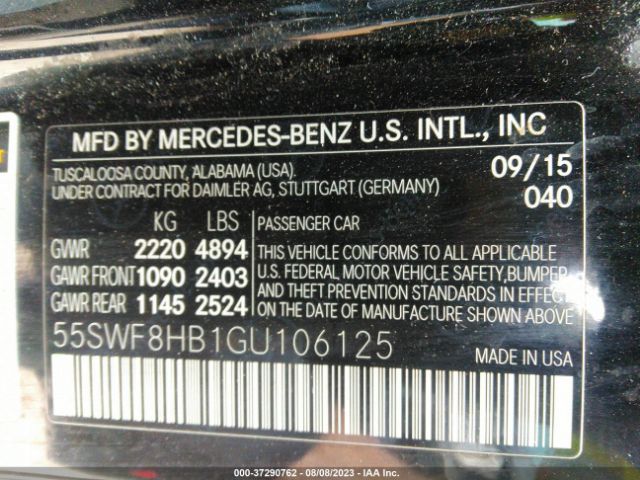 MFD BY MERCEDES-BENZ U.S. INTL., INC
TUSCALOOSA COUNTY, ALABAMA (USA).
UNDER CONTRACT FOR DAIMLER AG, STUTTGART (GERMANY)
09/15
040
KG LBS
GVWR 2220 4894
GAWR FRONT 1090 2403
GAWR REAR 1145 2524
PASSENGER CAR
THIS VEHICLE CONFORMS TO ALL APPLICABLE
U.S. FEDERAL MOTOR VEHICLE SAFETY, BUMPER
AND THEFT PREVENTION STANDARDS IN EFFECT
ON THE DATE OF MANUFACTURE SHOWN ABOVE.
55SWF8HB1GU106125
MADE IN USA
000-37290762 - 08/08/2023 - IAA Inc.